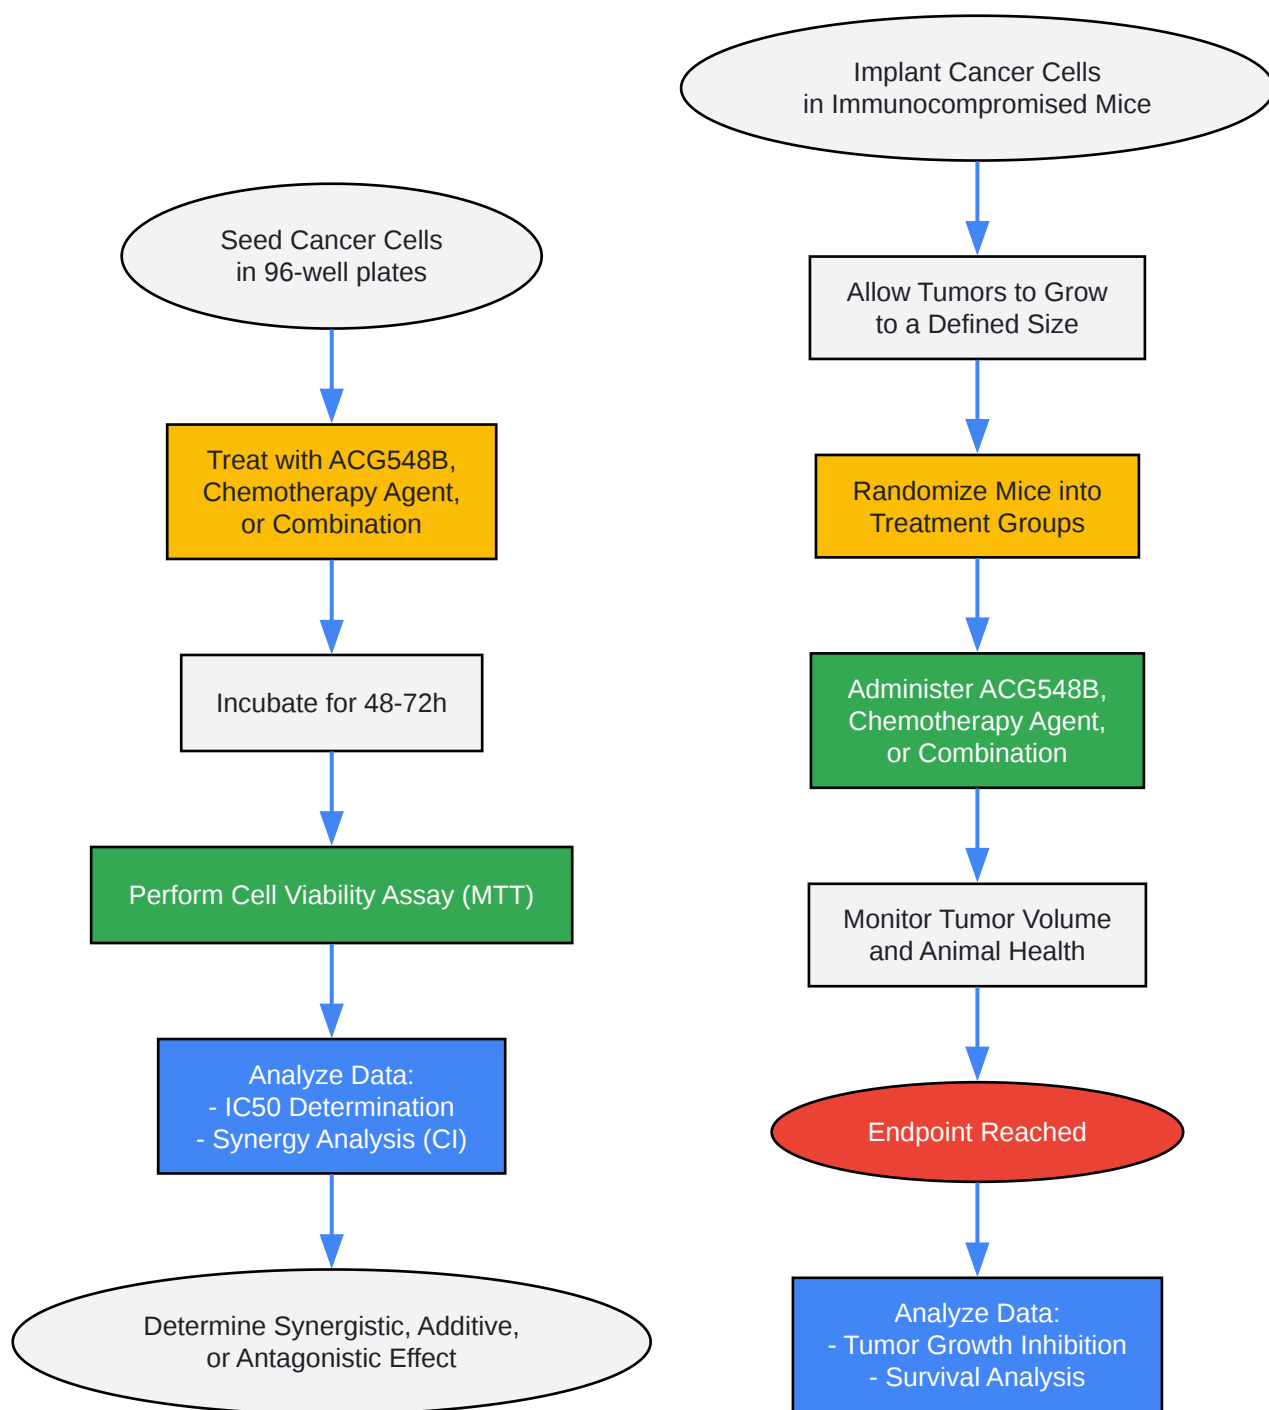 Seed Cancer Cells
in 96-well plates
Treat with ACG548B,
Chemotherapy Agent,
or Combination
Incubate for 48-72h
Perform Cell Viability Assay (MTT)
Analyze Data:
- IC50 Determination
- Synergy Analysis (CI)
Determine Synergistic, Additive,
or Antagonistic Effect
Implant Cancer Cells
in Immunocompromised Mice
Allow Tumors to Grow
to a Defined Size
Randomize Mice into
Treatment Groups
Administer ACG548B,
Chemotherapy Agent,
or Combination
Monitor Tumor Volume
and Animal Health
Endpoint Reached
Analyze Data:
- Tumor Growth Inhibition
- Survival Analysis